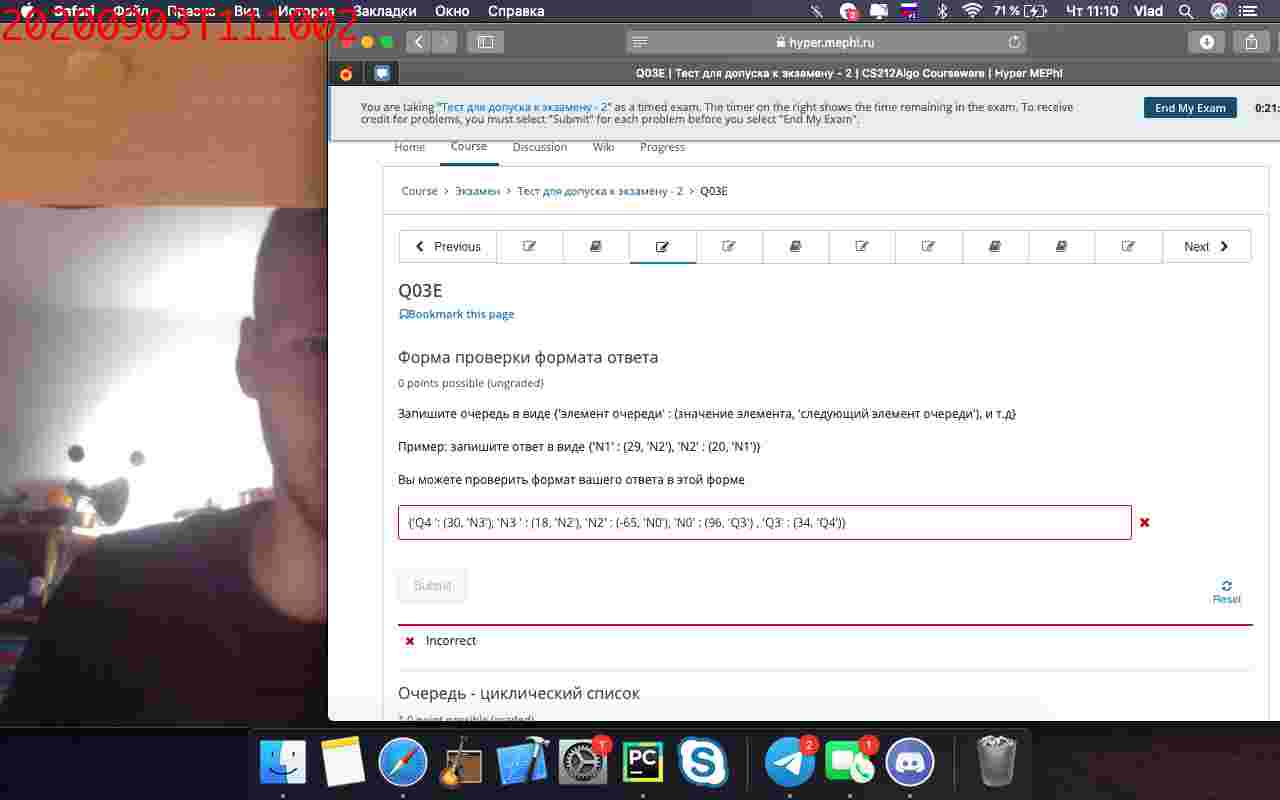 20200903T111002
Safari Файл Правка Вид История Закладки Окно Справка
71 % Чт 11:10 Vlad
hyper.mephi.ru
Q03E | Тест для допуска к экзамену - 2 | CS212Algo Courseware | Hyper MEPhI
You are taking "Тест для допуска к экзамену - 2" as a timed exam. The timer on the right shows the time remaining in the exam. To receive
credit for problems, you must select "Submit" for each problem before you select "End My Exam".
End My Exam
0:21:
Home Course Discussion Wiki Progress
Course > Экзамен > Тест для допуска к экзамену - 2 > Q03E
Previous
Next
Q03E
Bookmark this page
Форма проверки формата ответа
0 points possible (ungraded)
Запишите очередь в виде {'элемент очереди' : (значение элемента, 'следующий элемент очереди'), и т.д}
Пример: запишите ответ в виде {'N1' : (29, 'N2'), 'N2' : (20, 'N1')}
Вы можете проверить формат вашего ответа в этой форме
{'Q4 ': (30, 'N3'), 'N3 ' : (18, 'N2'), 'N2' : (-65, 'N0'), 'N0' : (96, 'Q3') , 'Q3' : (34, 'Q4')}
Submit
Reset
Incorrect
Очередь - циклический список
PC
2
1